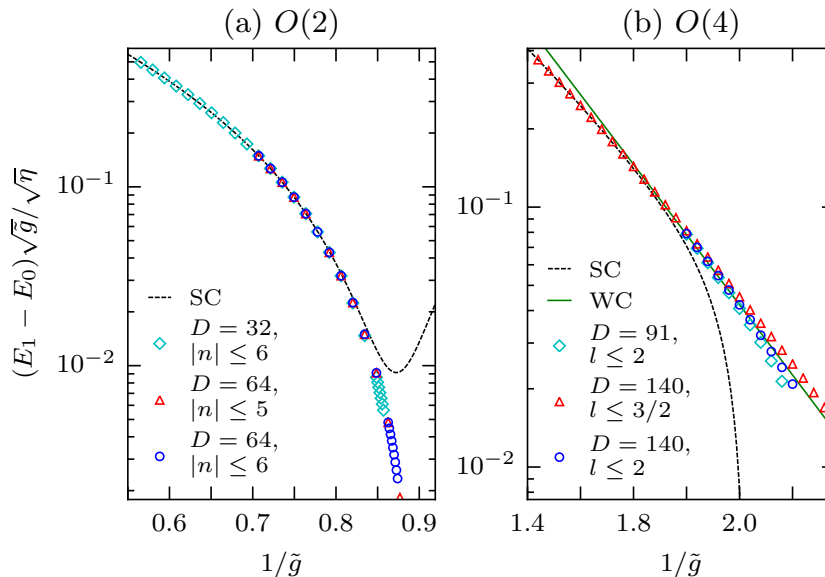 (a) O(2)
(b) O(4)
(E₁ − E₀)√g̃/√η
10⁻¹
10⁻²
SC
D = 32,
|n| ≤ 6
D = 64,
|n| ≤ 5
D = 64,
|n| ≤ 6
0.6 0.7 0.8 0.9
1/g̃
10⁻¹
10⁻²
SC
WC
D = 91,
l ≤ 2
D = 140,
l ≤ 3/2
D = 140,
l ≤ 2
1.4 1.6 1.8 2.0
1/g̃